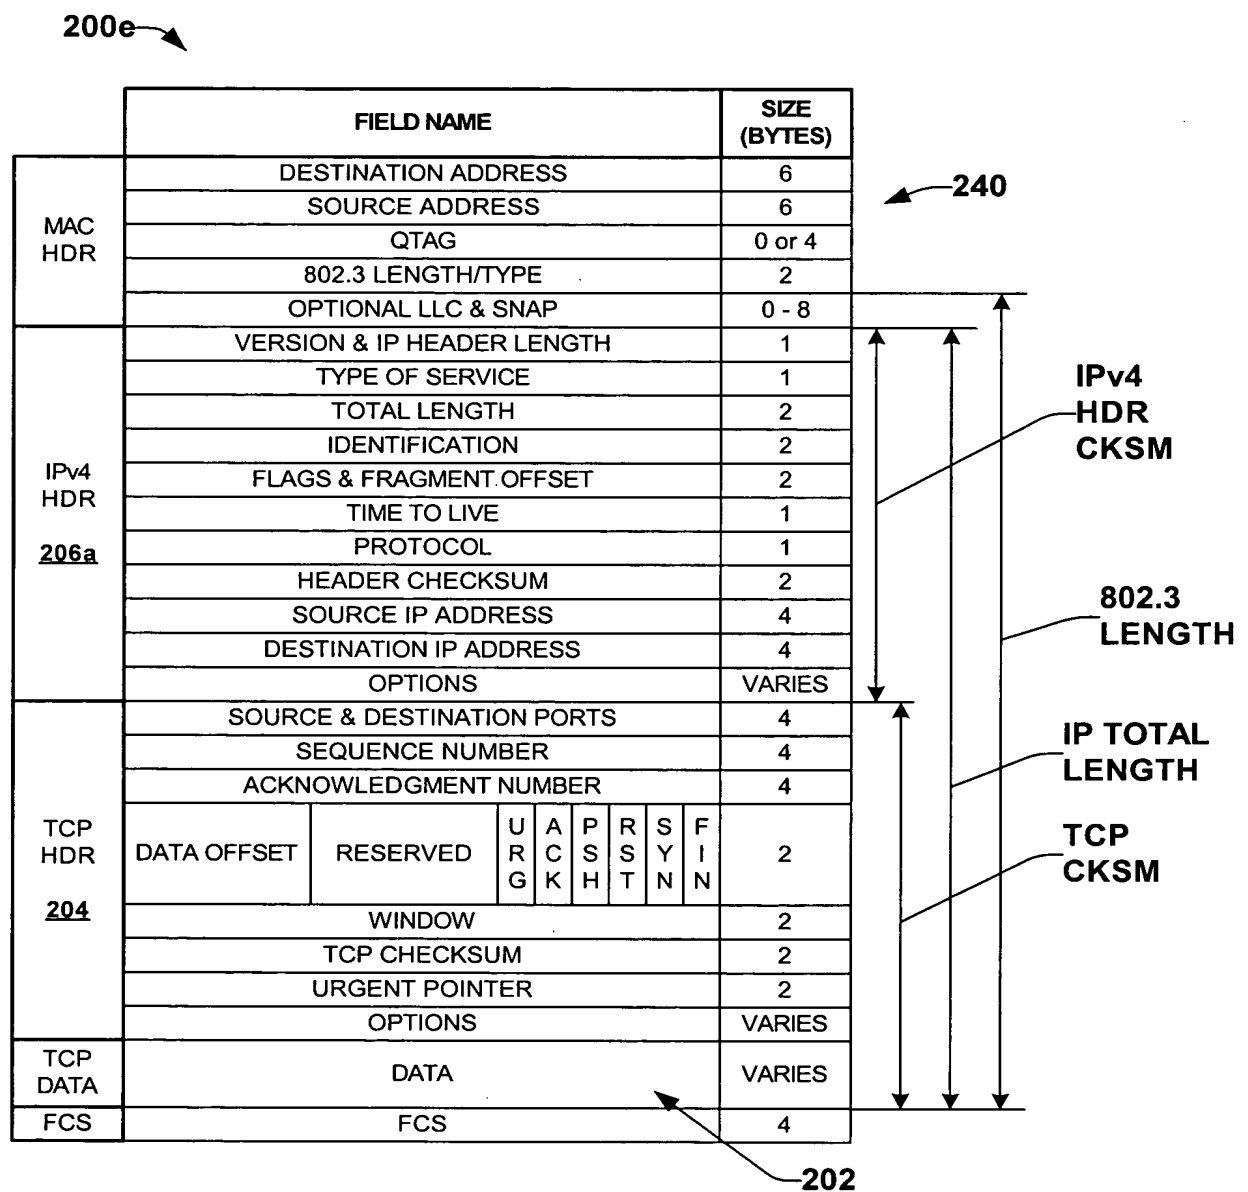 200e
FIELD NAME
SIZE
(BYTES)
MAC
HDR
DESTINATION ADDRESS 6
SOURCE ADDRESS 6
QTAG 0 or 4
802.3 LENGTH/TYPE 2
OPTIONAL LLC & SNAP 0 - 8
240
IPv4
HDR
206a
VERSION & IP HEADER LENGTH 1
TYPE OF SERVICE 1
TOTAL LENGTH 2
IDENTIFICATION 2
FLAGS & FRAGMENT OFFSET 2
TIME TO LIVE 1
PROTOCOL 1
HEADER CHECKSUM 2
SOURCE IP ADDRESS 4
DESTINATION IP ADDRESS 4
OPTIONS VARIES
IPv4
HDR
CKSM
802.3
LENGTH
TCP
HDR
204
SOURCE & DESTINATION PORTS 4
SEQUENCE NUMBER 4
ACKNOWLEDGMENT NUMBER 4
DATA OFFSET RESERVED URG ACK PSH RST SYN FIN 2
WINDOW 2
TCP CHECKSUM 2
URGENT POINTER 2
OPTIONS VARIES
IP TOTAL
LENGTH
TCP
CKSM
TCP
DATA
DATA VARIES
FCS FCS 4
202